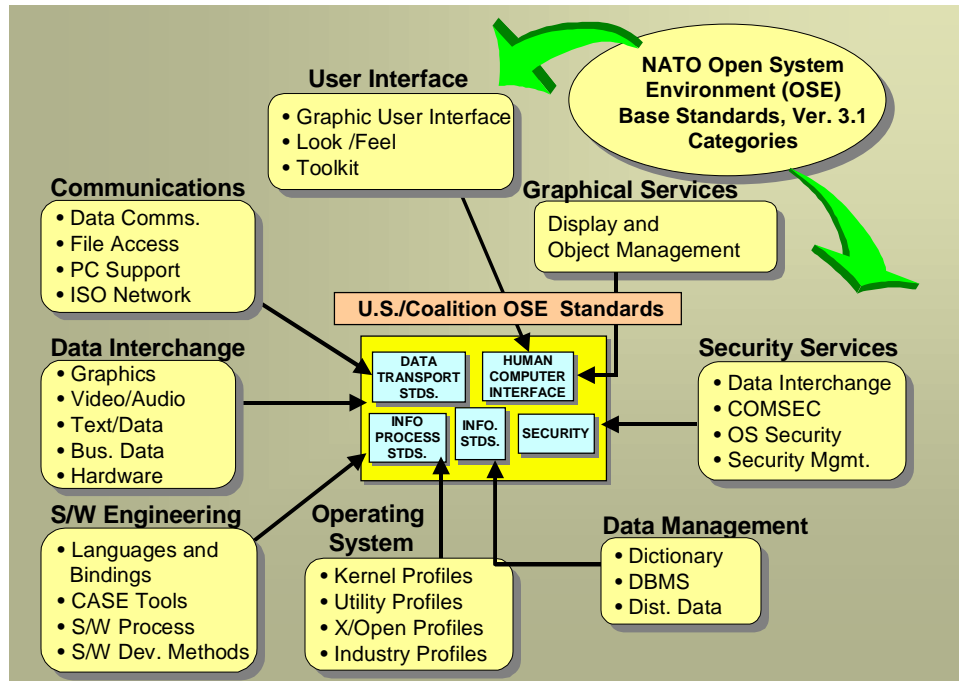 NATO Open System
Environment (OSE)
Base Standards, Ver. 3.1
Categories
User Interface
• Graphic User Interface
• Look /Feel
• Toolkit
Communications
• Data Comms.
• File Access
• PC Support
• ISO Network
Graphical Services
Display and
Object Management
U.S./Coalition OSE Standards
DATA
TRANSPORT
STDS.
HUMAN
COMPUTER
INTERFACE
INFO
PROCESS
STDS.
INFO.
STDS.
SECURITY
Data Interchange
• Graphics
• Video/Audio
• Text/Data
• Bus. Data
• Hardware
Security Services
• Data Interchange
• COMSEC
• OS Security
• Security Mgmt.
S/W Engineering
• Languages and
Bindings
• CASE Tools
• S/W Process
• S/W Dev. Methods
Operating
System
• Kernel Profiles
• Utility Profiles
• X/Open Profiles
• Industry Profiles
Data Management
• Dictionary
• DBMS
• Dist. Data